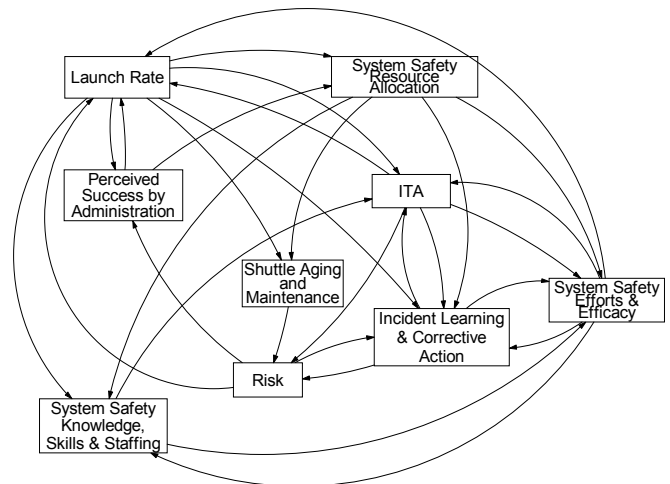 Launch Rate
System Safety
Resource
Allocation
Perceived
Success by
Administration
ITA
Shuttle Aging
and
Maintenance
System Safety
Efforts &
Efficacy
Incident Learning
& Corrective
Action
Risk
System Safety
Knowledge,
Skills & Staffing